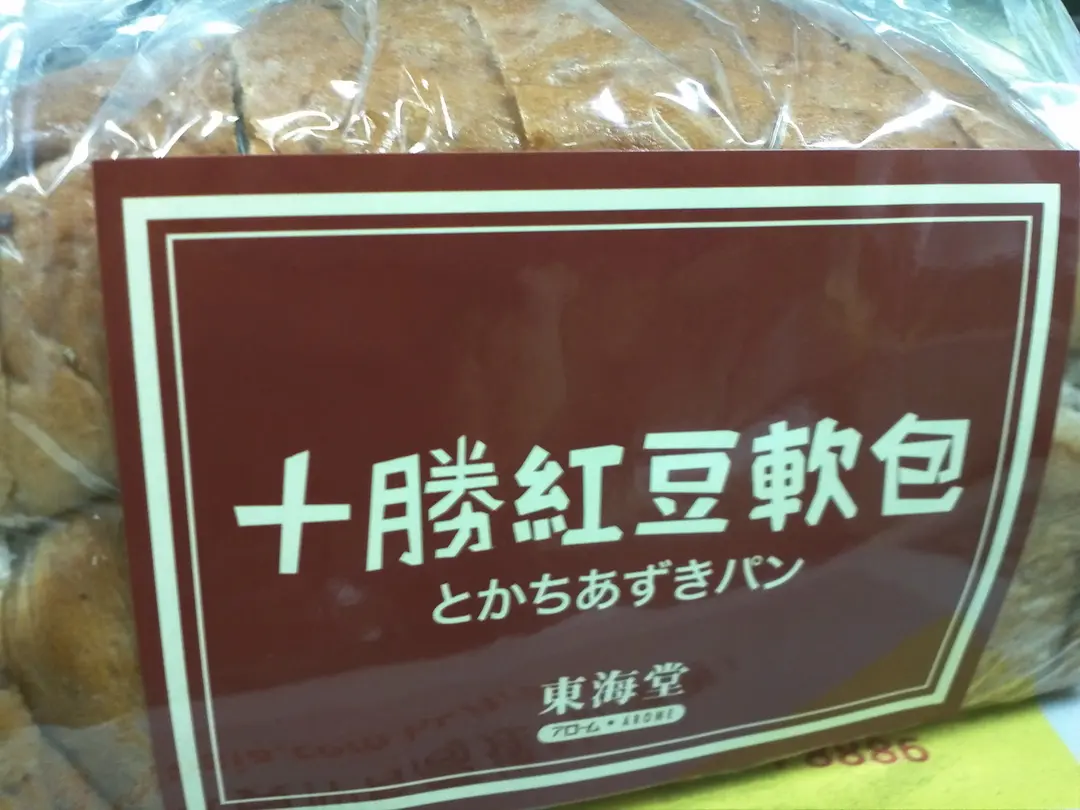 十勝紅豆軟包
とかちあずきパン
東海堂
アローム • AROME
8886